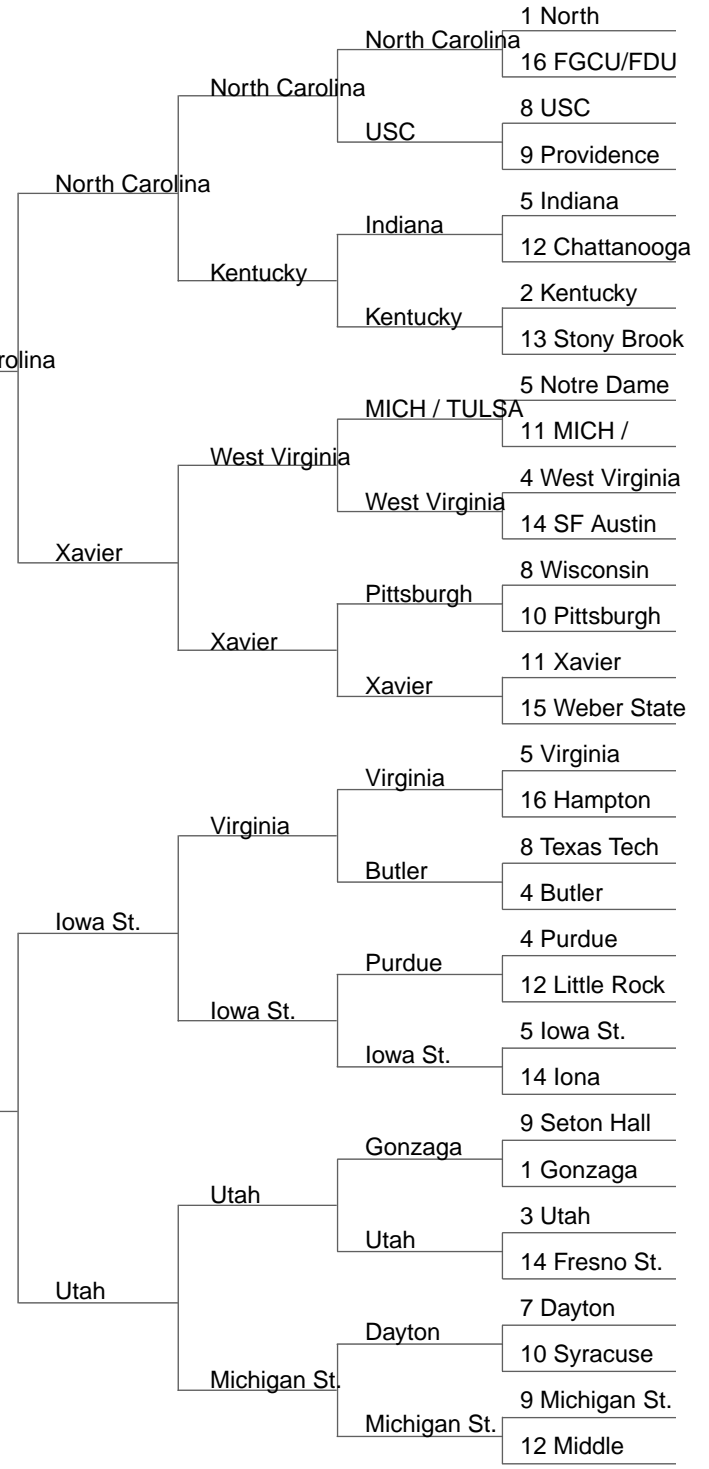 1 North
North Carolina
16 FGCU/FDU
North Carolina
8 USC
USC
9 Providence
North Carolina
5 Indiana
Indiana
12 Chattanooga
Kentucky
2 Kentucky
Kentucky
13 Stony Brook
rolina
5 Notre Dame
MICH / TULSA
11 MICH /
West Virginia
4 West Virginia
West Virginia
14 SF Austin
Xavier
8 Wisconsin
Pittsburgh
10 Pittsburgh
Xavier
11 Xavier
Xavier
15 Weber State
5 Virginia
Virginia
16 Hampton
Virginia
8 Texas Tech
Butler
4 Butler
Iowa St.
4 Purdue
Purdue
12 Little Rock
Iowa St.
5 Iowa St.
Iowa St.
14 Iona
9 Seton Hall
Gonzaga
1 Gonzaga
Utah
3 Utah
Utah
14 Fresno St.
Utah
7 Dayton
Dayton
10 Syracuse
Michigan St.
9 Michigan St.
Michigan St.
12 Middle